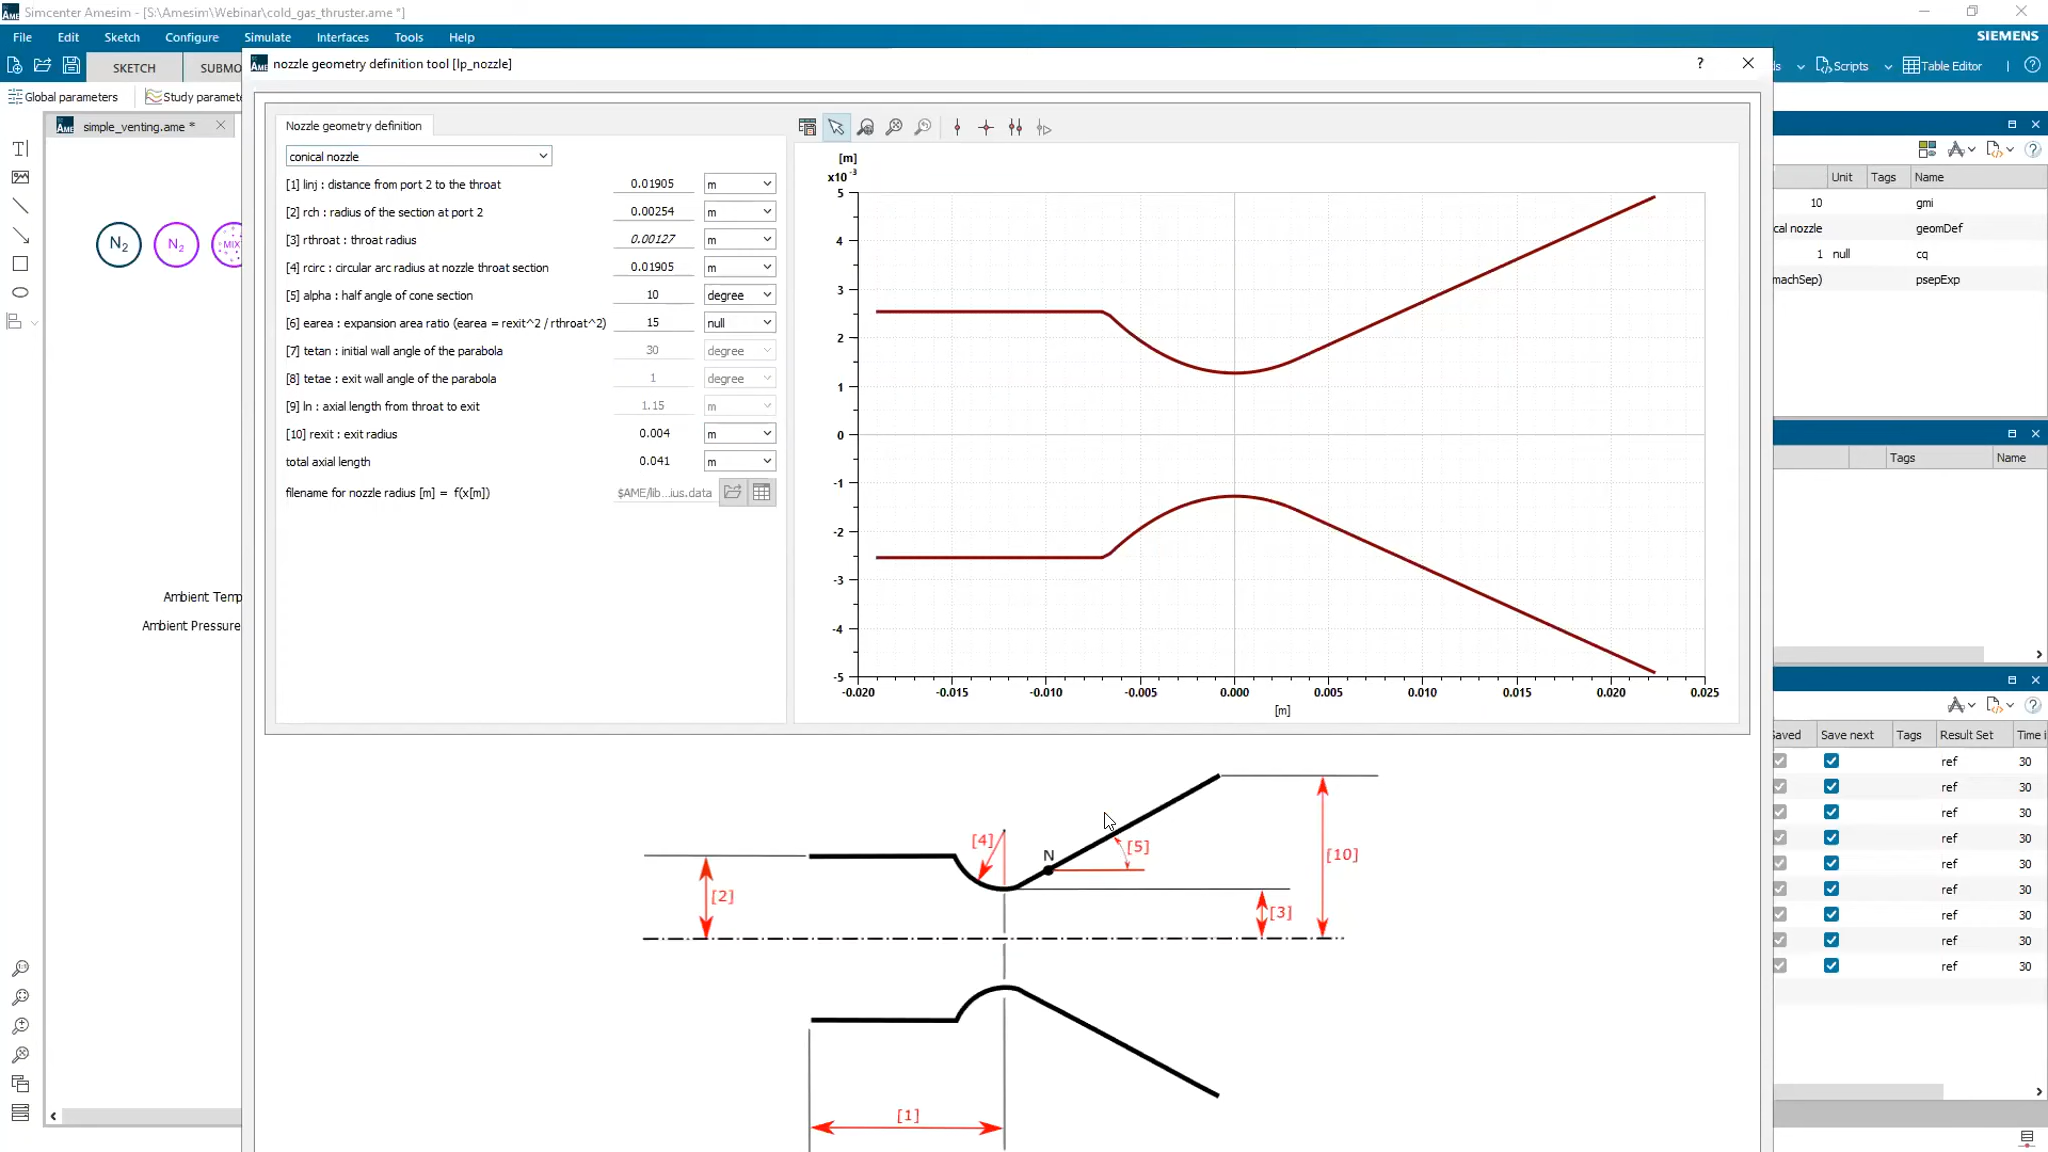 Simcenter Amesim - [S:\Amesim\Webinar\cold_gas_thruster.ame *]
File Edit Sketch Configure Simulate Interfaces Tools Help
SIEMENS
SKETCH
SUBMO
nozzle geometry definition tool [lp_nozzle]
ds
Scripts
Table Editor
Global parameters
Study paramete
simple_venting.ame *
Nozzle geometry definition
conical nozzle
[1] linj : distance from port 2 to the throat 0.01905 m
[2] rch : radius of the section at port 2 0.00254 m
[3] rthroat : throat radius 0.00127 m
[4] rcirc : circular arc radius at nozzle throat section 0.01905 m
[5] alpha : half angle of cone section 10 degree
[6] earea : expansion area ratio (earea = rexit^2 / rthroat^2) 15 null
[7] tetan : initial wall angle of the parabola 30 degree
[8] tetae : exit wall angle of the parabola 1 degree
[9] ln : axial length from throat to exit 1.15 m
[10] rexit : exit radius 0.004 m
total axial length 0.041 m
filename for nozzle radius [m] = f(x[m]) $AME/lib...ius.data
N2
N2
MIX
Ambient Temp
Ambient Pressure
[m]
x10-3
5
4
3
2
1
0
-1
-2
-3
-4
-5
-0.020 -0.015 -0.010 -0.005 0.000 0.005 0.010 0.015 0.020 0.025
[m]
[4]
N
[5]
[10]
[2]
[3]
[1]
Unit Tags Name
10 gmi
cal nozzle geomDef
1 null cq
machSep) psepExp
Tags Name
Saved Save next Tags Result Set Time i
ref 30
ref 30
ref 30
ref 30
ref 30
ref 30
ref 30
ref 30
ref 30